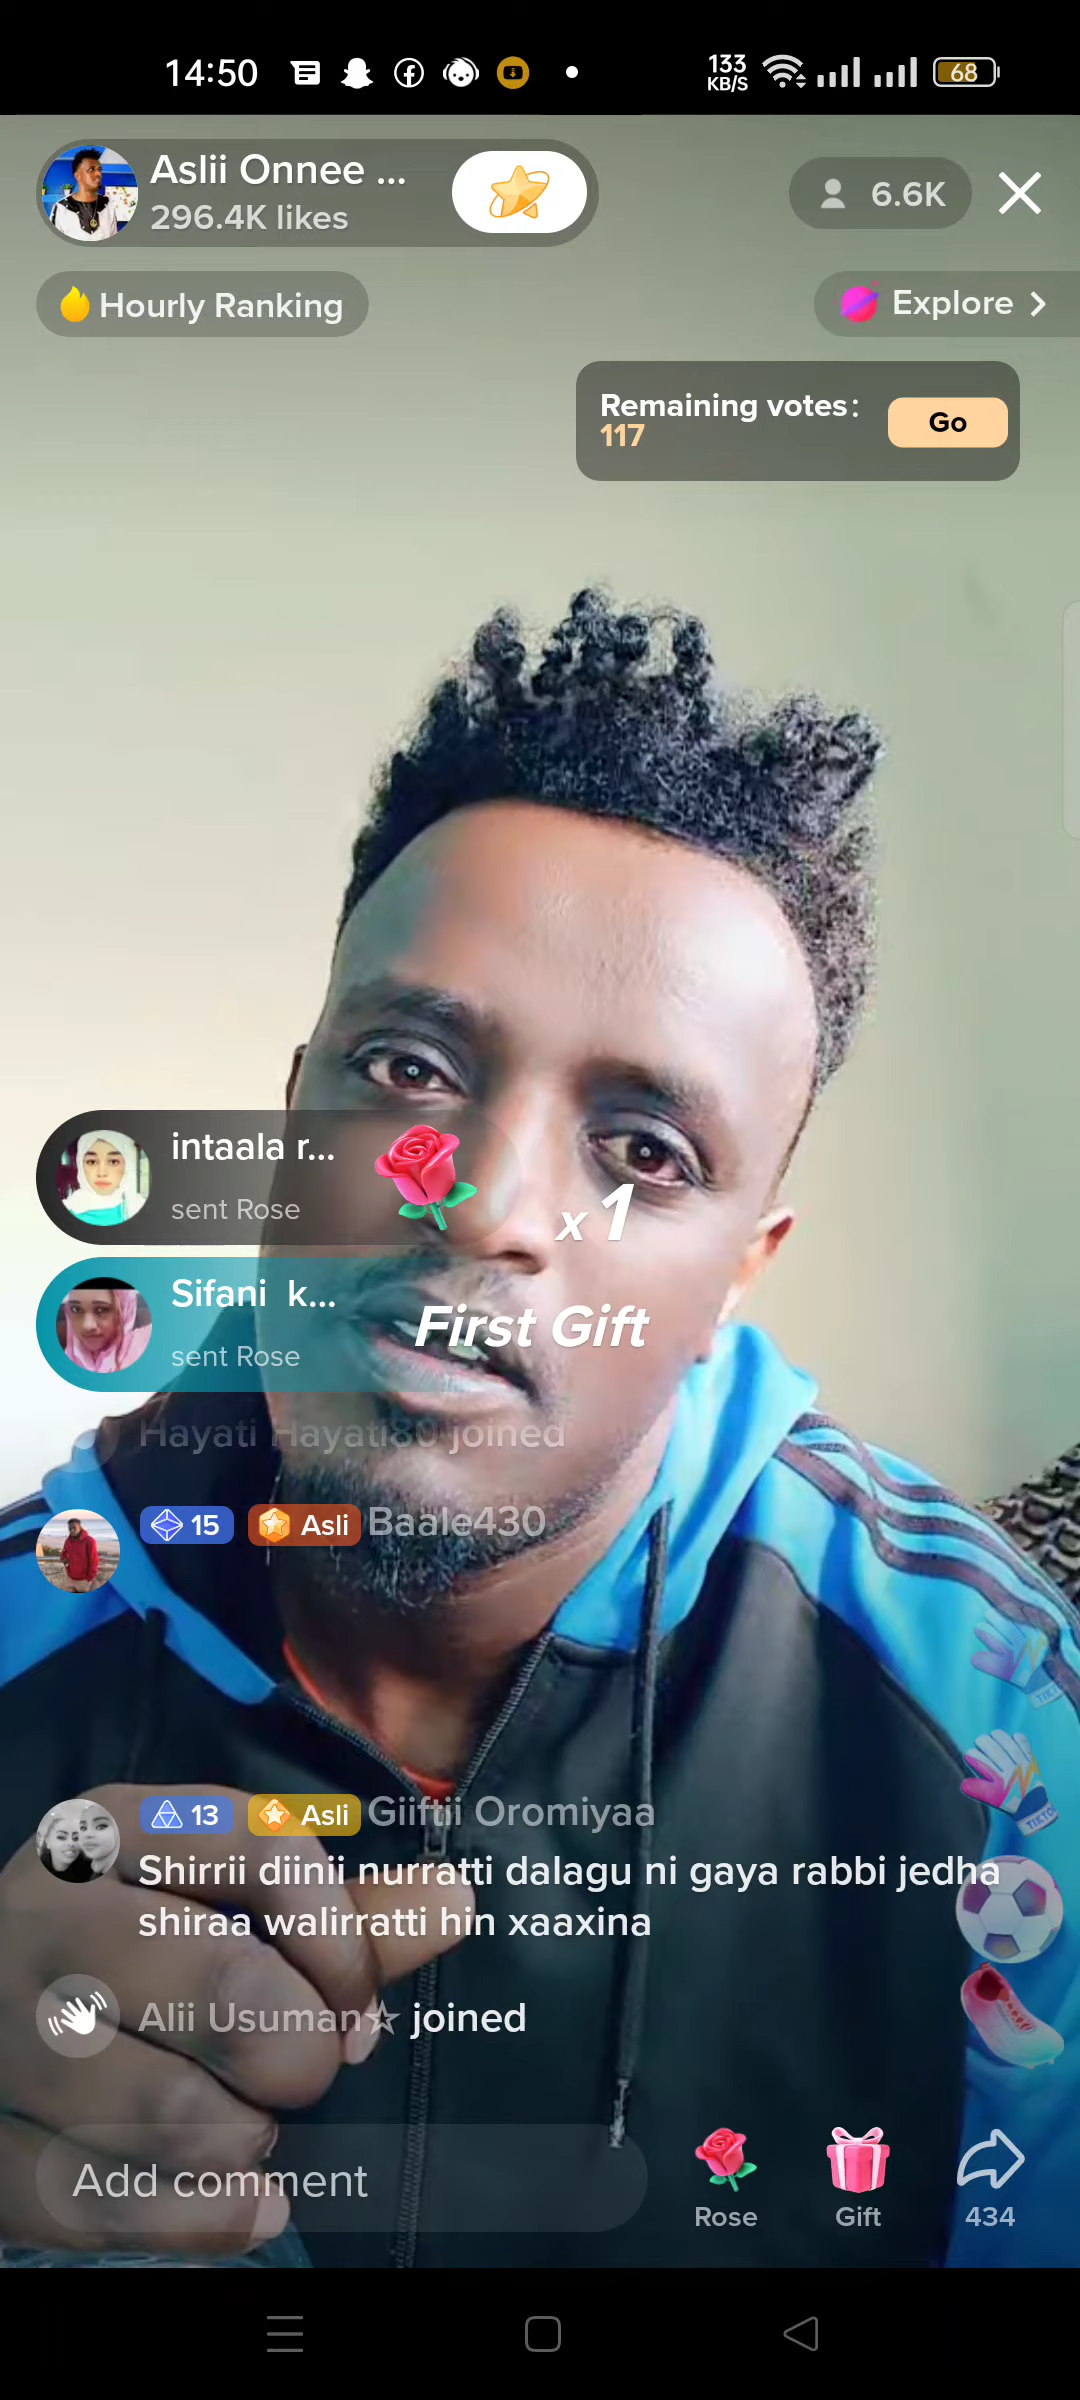 14:50
133
KB/S
68
Aslii Onnee ...
296.4K likes
6.6K
Hourly Ranking
Explore
Remaining votes:
117
Go
intaala r...
sent Rose
x 1
Sifani k...
sent Rose
First Gift
Hayati Hayati80 joined
15 Asli Baale430
13 Asli Giiftii Oromiyaa
Shirrii diinii nurratti dalagu ni gaya rabbi jedha
shiraa walirratti hin xaaxina
Alii Usuman☆ joined
Add comment
Rose
Gift
434